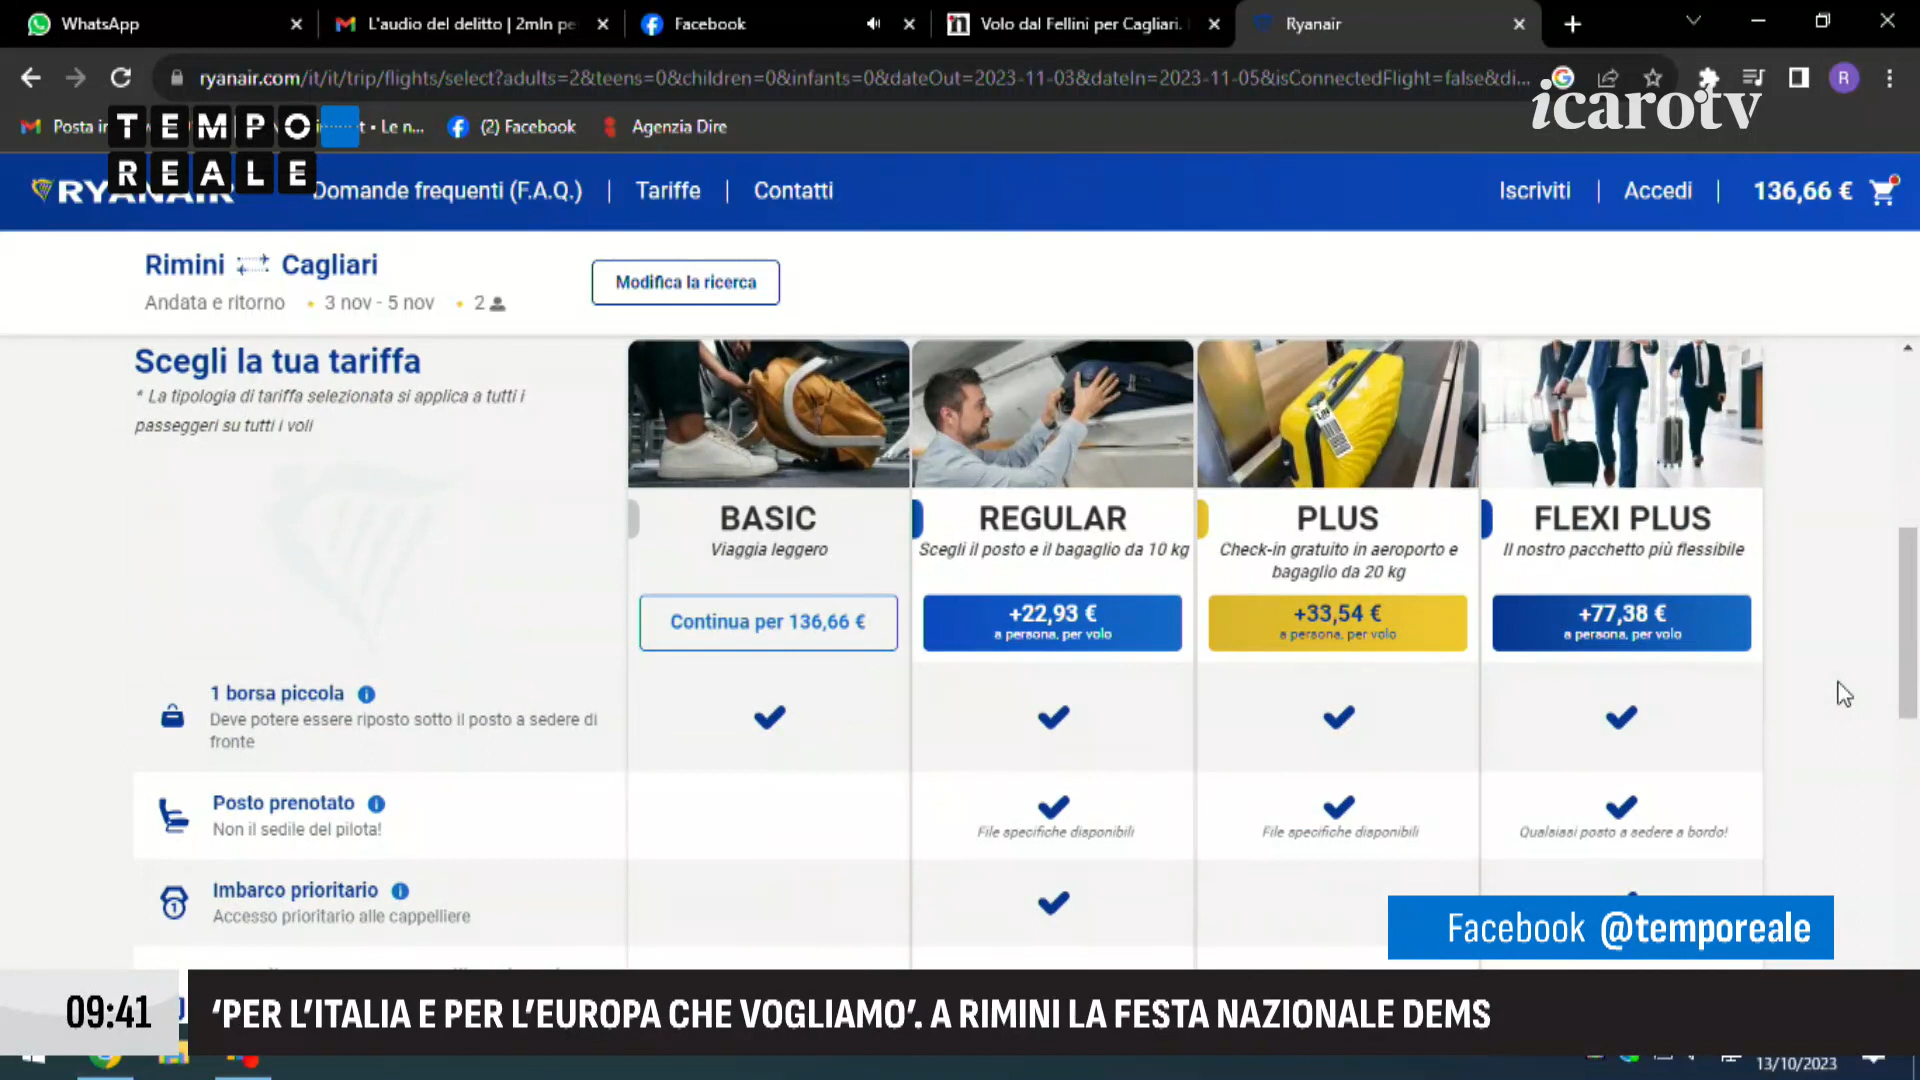 WhatsApp
L'audio del delitto | 2mln pe
Facebook
Volo dal Fellini per Cagliari.
Ryanair
ryanair.com/it/it/trip/flights/select?adults=2&teens=0&children=0&infants=0&dateOut=2023-11-03&dateIn=2023-11-05&isConnectedFlight=false&di...
R
icarotv
Posta in
t • Le n...
(2) Facebook
Agenzia Dire
TEMPO
REALE
RYANAIR
Domande frequenti (F.A.Q.)
Tariffe
Contatti
Iscriviti
Accedi
136,66 €
Rimini
Cagliari
Andata e ritorno • 3 nov - 5 nov • 2
Modifica la ricerca
Scegli la tua tariffa
* La tipologia di tariffa selezionata si applica a tutti i
passeggeri su tutti i voli
BASIC
Viaggia leggero
Continua per 136,66 €
REGULAR
Scegli il posto e il bagaglio da 10 kg
+22,93 €
a persona, per volo
LIN
PLUS
Check-in gratuito in aeroporto e
bagaglio da 20 kg
+33,54 €
a persona, per volo
FLEXI PLUS
Il nostro pacchetto più flessibile
+77,38 €
a persona, per volo
1 borsa piccola
Deve potere essere riposto sotto il posto a sedere di
fronte
Posto prenotato
Non il sedile del pilota!
File specifiche disponibili
File specifiche disponibili
Qualsiasi posto a sedere a bordo!
Imbarco prioritario
Accesso prioritario alle cappelliere
Facebook @temporeale
09:41
'PER L'ITALIA E PER L'EUROPA CHE VOGLIAMO'. A RIMINI LA FESTA NAZIONALE DEMS
13/10/2023